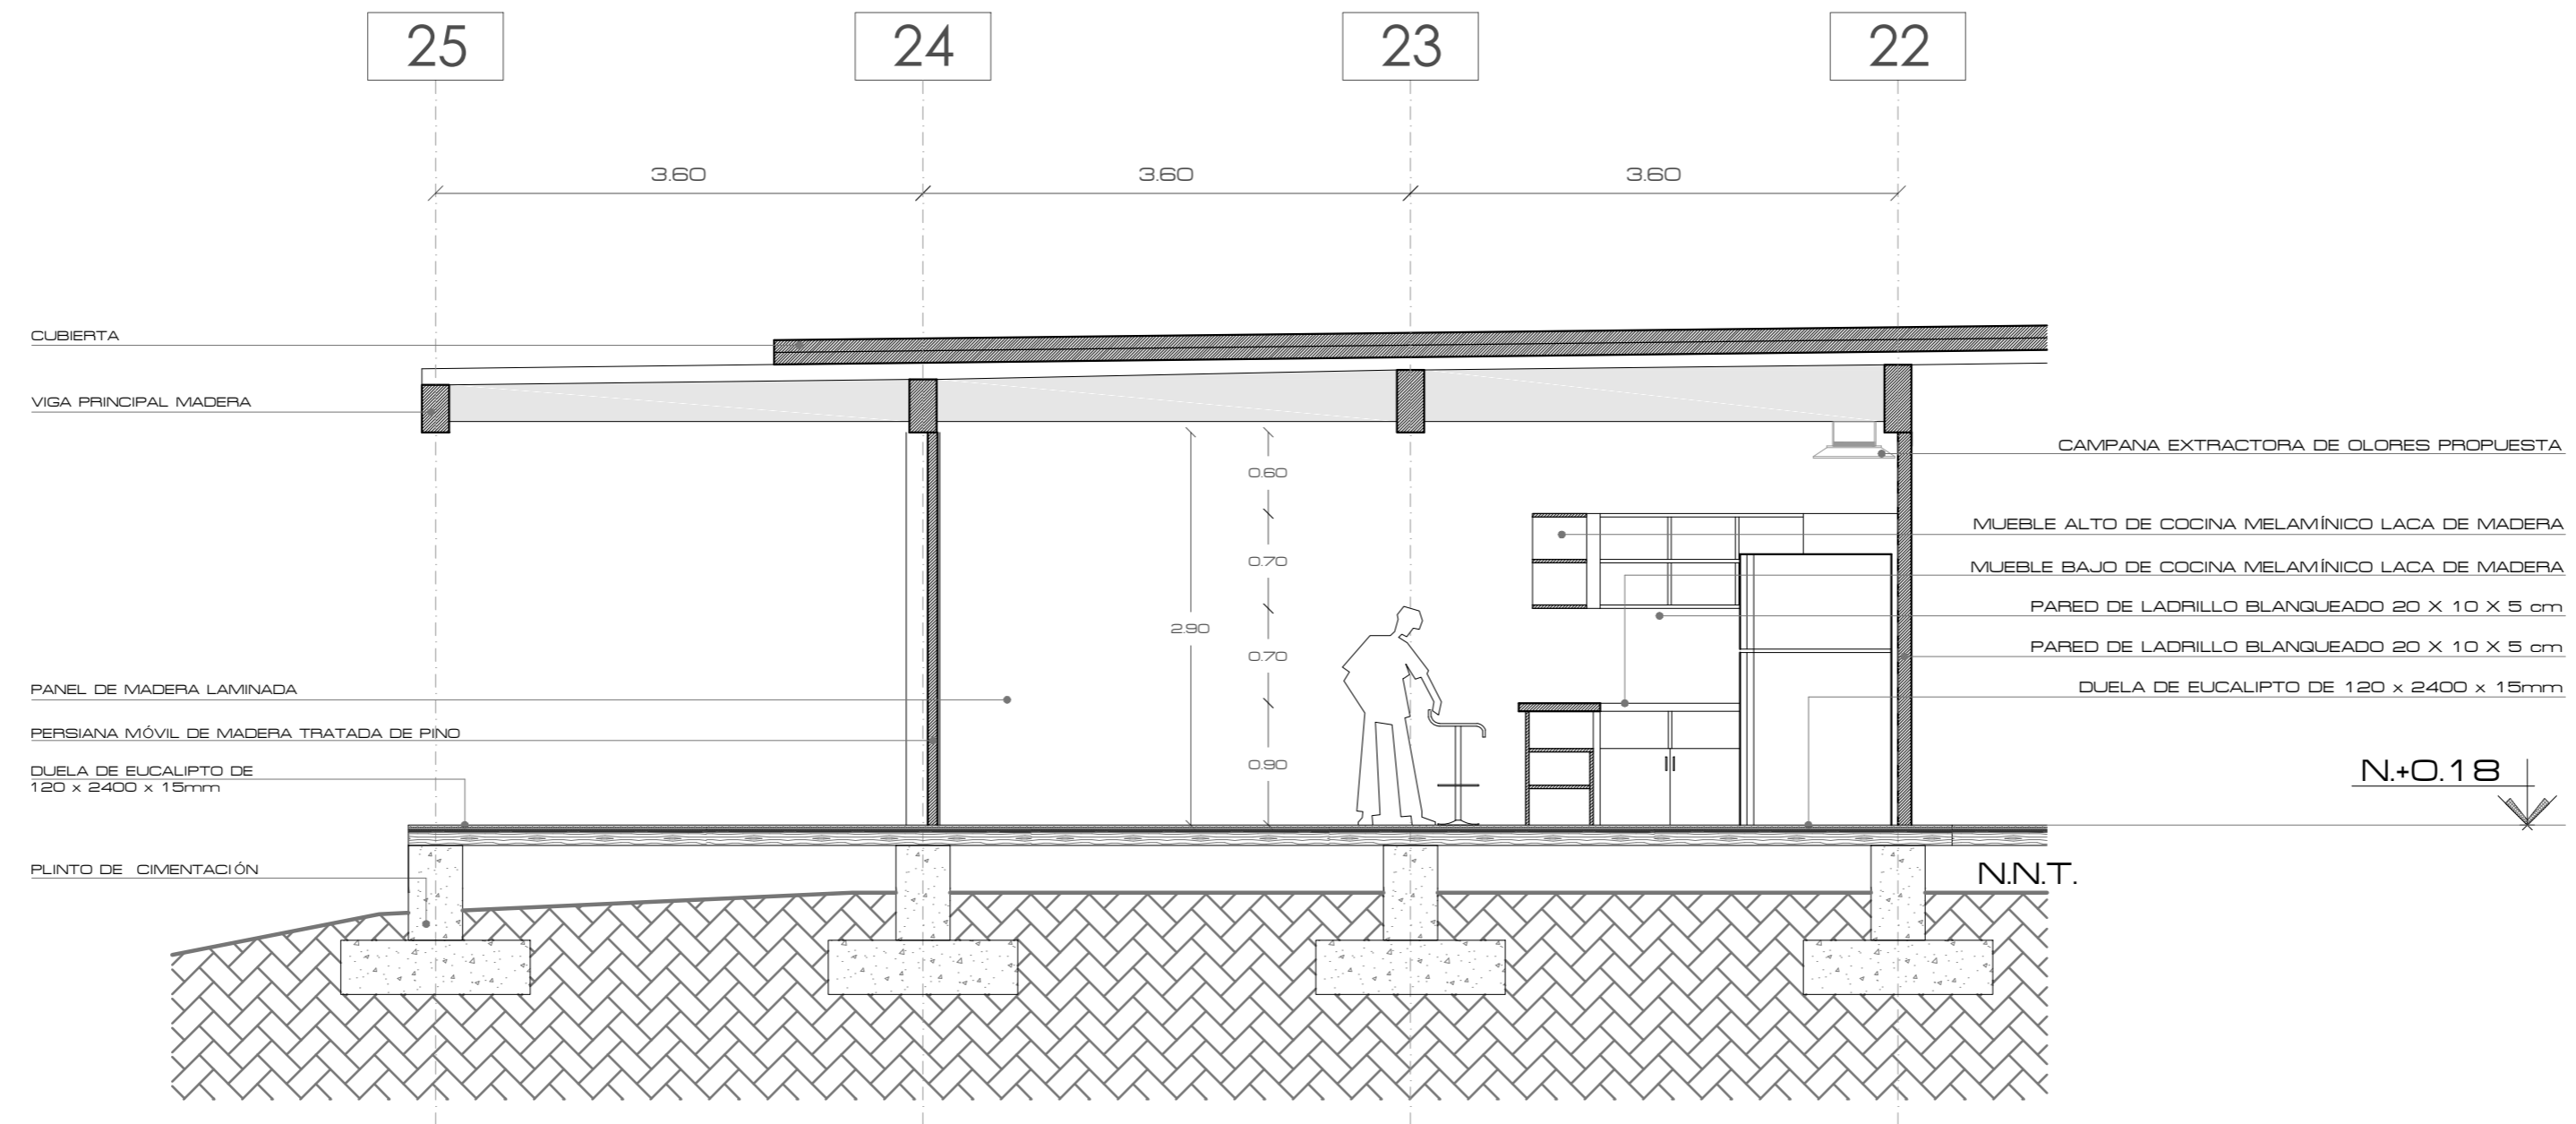 25
24
23
22
3.60
3.60
3.60
CUBIERTA
VIGA PRINCIPAL MADERA
CAMPANA EXTRACTORA DE OLORES PROPUESTA
0.60
MUEBLE ALTO DE COCINA MELAMÍNICO LACA DE MADERA
0.70
MUEBLE BAJO DE COCINA MELAMÍNICO LACA DE MADERA
PARED DE LADRILLO BLANQUEADO 20 X 10 X 5 cm
2.90
0.70
PARED DE LADRILLO BLANQUEADO 20 X 10 X 5 cm
PANEL DE MADERA LAMINADA
DUELA DE EUCALIPTO DE 120 x 2400 x 15mm
PERSIANA MÓVIL DE MADERA TRATADA DE PINO
0.90
DUELA DE EUCALIPTO DE
120 x 2400 x 15mm
N.+0.18
PLINTO DE CIMENTACIÓN
N.N.T.